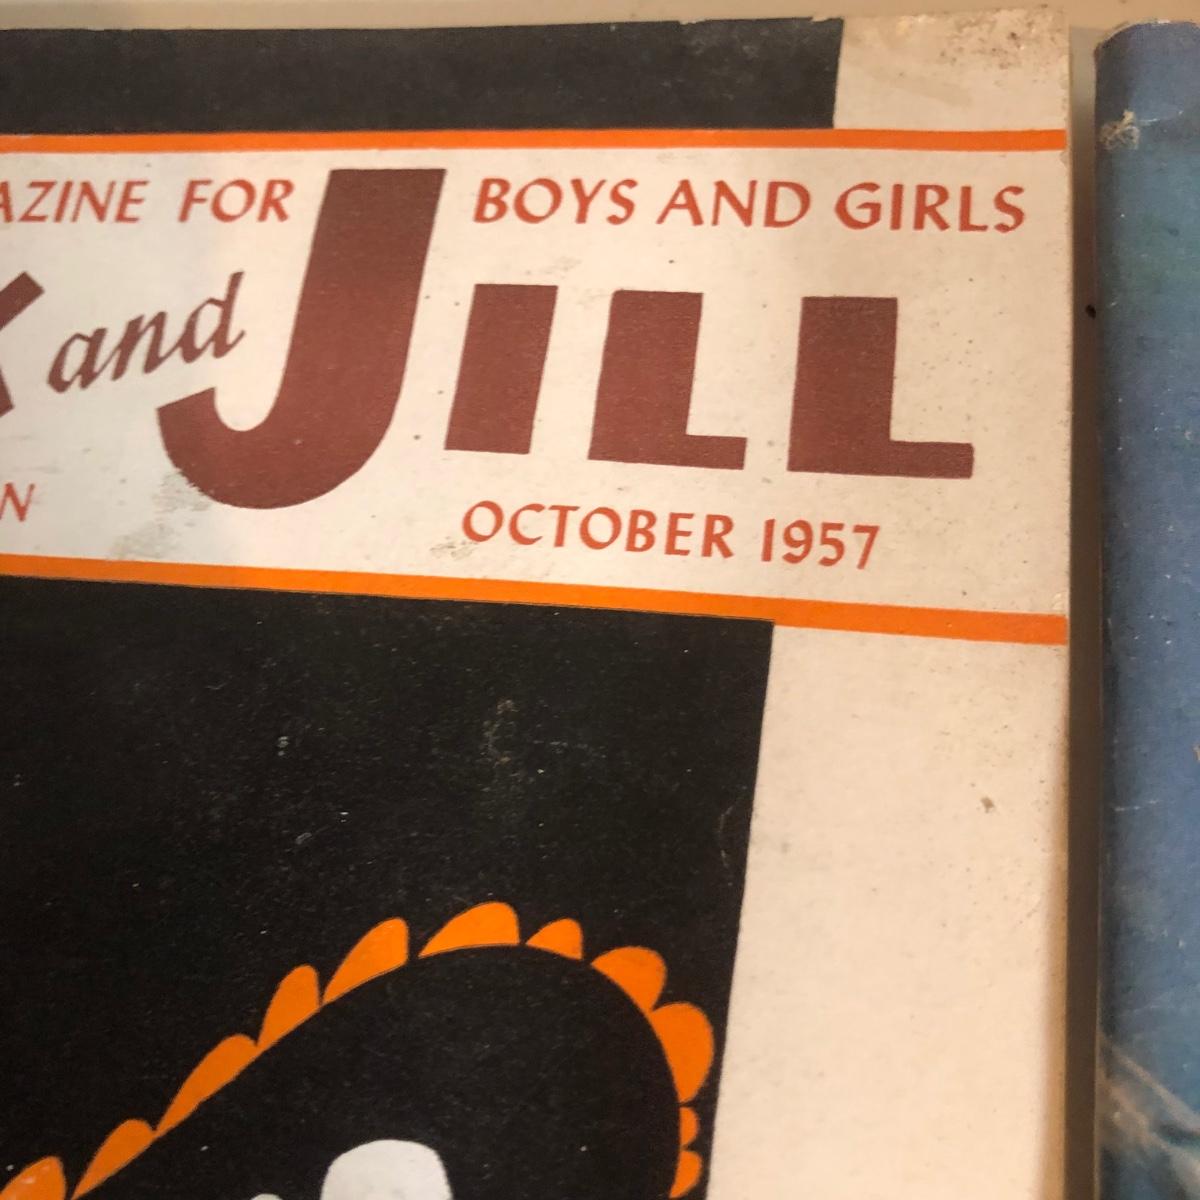 AZINE FOR BOYS AND GIRLS
K and JILL
N
OCTOBER 1957